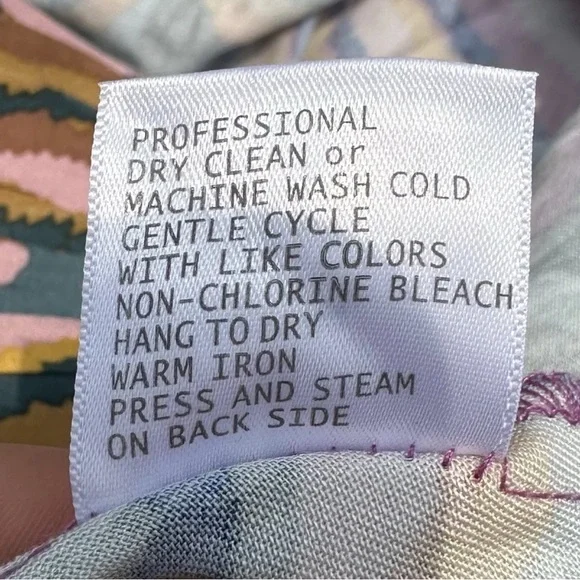 PROFESSIONAL
DRY CLEAN or
MACHINE WASH COLD
GENTLE CYCLE
WITH LIKE COLORS
NON-CHLORINE BLEACH
HANG TO DRY
WARM IRON
PRESS AND STEAM
ON BACK SIDE